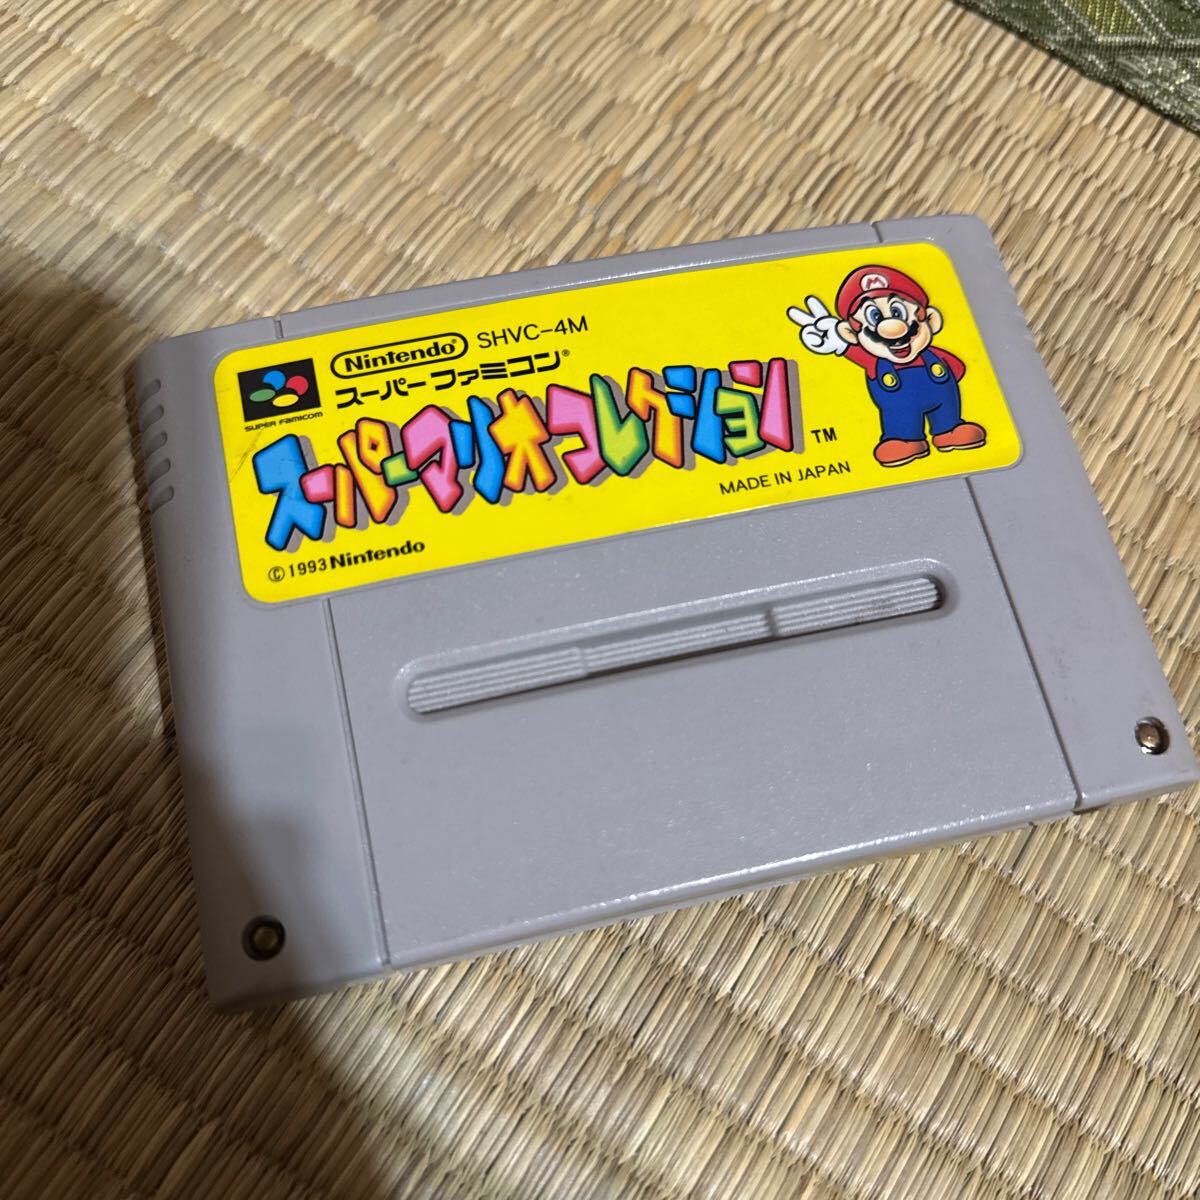 Nintendo SHVC-4M
スーパーファミコン®
SUPER FAMICOM
スーパーマリオコレクション TM
MADE IN JAPAN
©1993 Nintendo
M